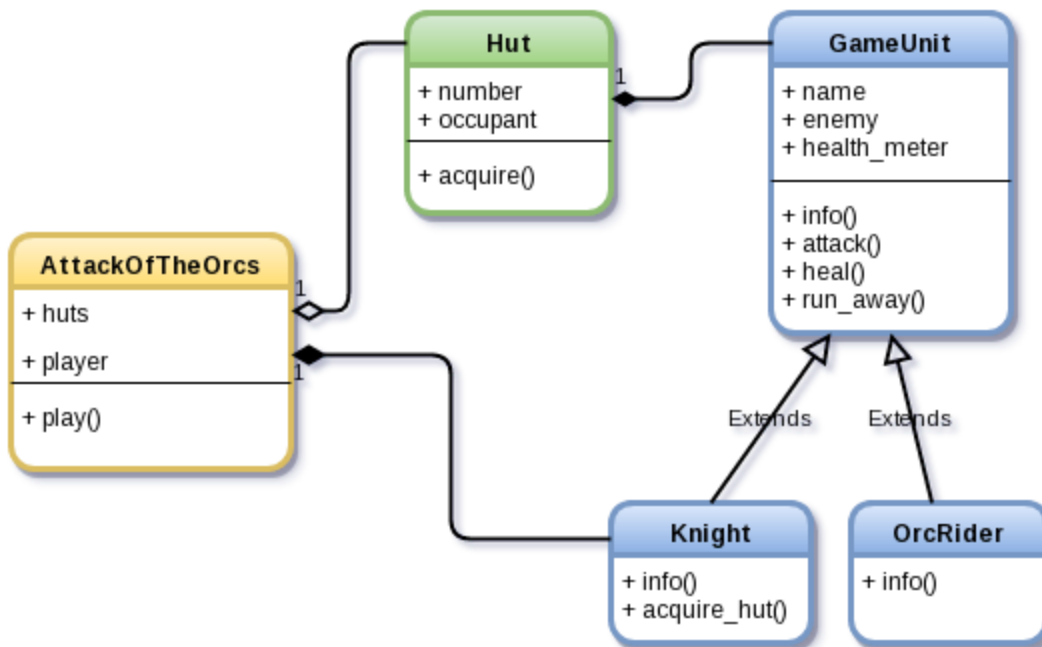 Hut
+ number
+ occupant
+ acquire()
1
GameUnit
+ name
+ enemy
+ health_meter
+ info()
+ attack()
+ heal()
+ run_away()
AttackOfTheOrcs
+ huts
+ player
+ play()
1
1
Extends
Extends
Knight
+ info()
+ acquire_hut()
OrcRider
+ info()